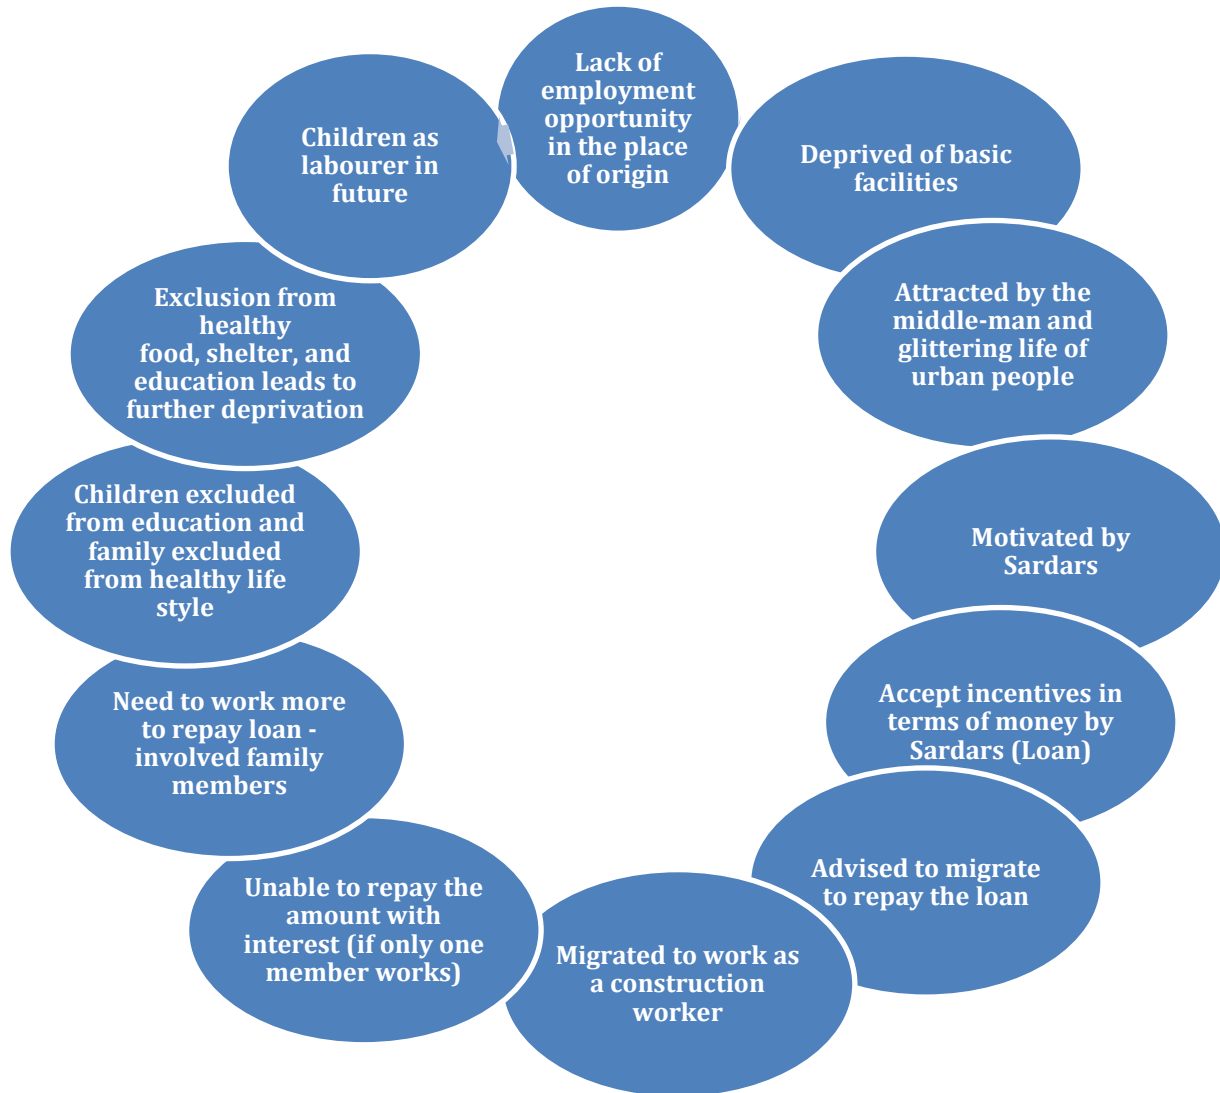 Lack of
employment
opportunity
in the place
of origin
Deprived of basic
facilities
Attracted by the
middle-man and
glittering life of
urban people
Motivated by
Sardars
Accept incentives in
terms of money by
Sardars (Loan)
Advised to migrate
to repay the loan
Migrated to work as
a construction
worker
Unable to repay the
amount with
interest (if only one
member works)
Need to work more
to repay loan -
involved family
members
Children excluded
from education and
family excluded
from healthy life
style
Exclusion from
healthy
food, shelter, and
education leads to
further deprivation
Children as
labourer in
future